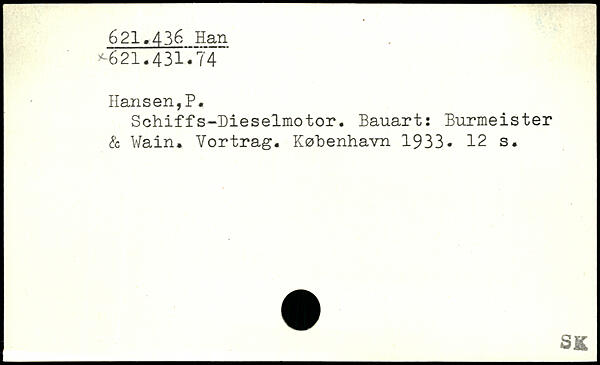 621.436 Han
×621.431.74
Hansen,P.
Schiffs-Dieselmotor. Bauart: Burmeister
& Wain. Vortrag. København 1933. 12 s.
SK